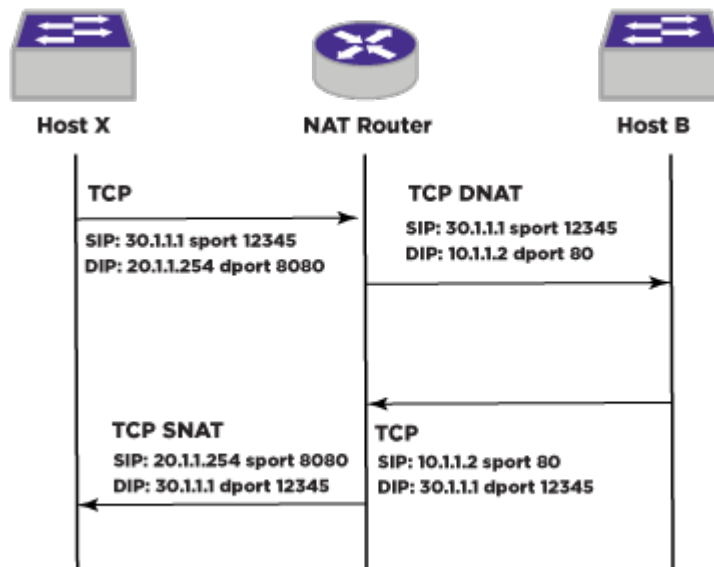 Host X
NAT Router
Host B
TCP
SIP: 30.1.1.1 sport 12345
DIP: 20.1.1.254 dport 8080
TCP DNAT
SIP: 30.1.1.1 sport 12345
DIP: 10.1.1.2 dport 80
TCP SNAT
SIP: 20.1.1.254 sport 8080
DIP: 30.1.1.1 dport 12345
TCP
SIP: 10.1.1.2 sport 80
DIP: 30.1.1.1 dport 12345